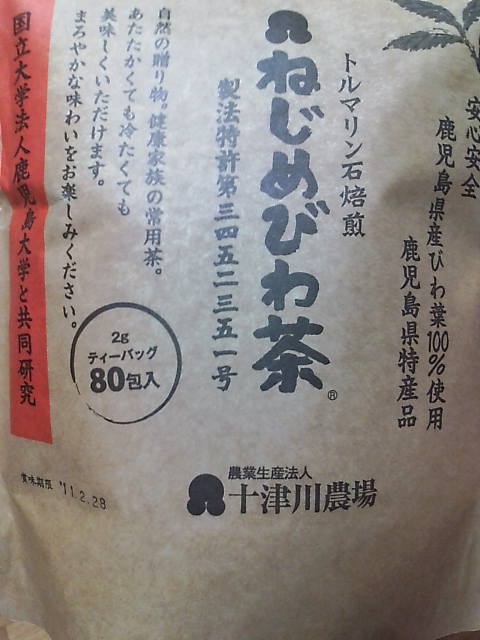 安心安全
鹿児島県産びわ葉100%使用
鹿児島県特産品
トルマリン石焙煎
ねじめびわ茶®
製法特許第三四五二三五一号
自然の贈り物。健康家族の常用茶。
あたたかくても冷たくても
美味しくいただけます。
まろやかな味わいをお楽しみください。
国立大学法人鹿児島大学と共同研究
2g
ティーバッグ
80包入
農業生産法人
十津川農場
賞味期限 '11.2.28